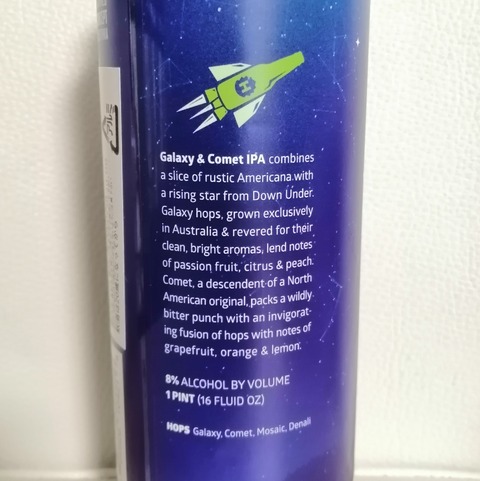 Galaxy & Comet IPA combines
a slice of rustic Americana with
a rising star from Down Under.
Galaxy hops, grown exclusively
in Australia & revered for their
clean, bright aromas, lend notes
of passion fruit, citrus & peach.
Comet, a descendent of a North
American original, packs a wildly
bitter punch with an invigorat-
ing fusion of hops with notes of
grapefruit, orange & lemon.
8% ALCOHOL BY VOLUME
1 PINT (16 FLUID OZ)
HOPS Galaxy, Comet, Mosaic, Denali